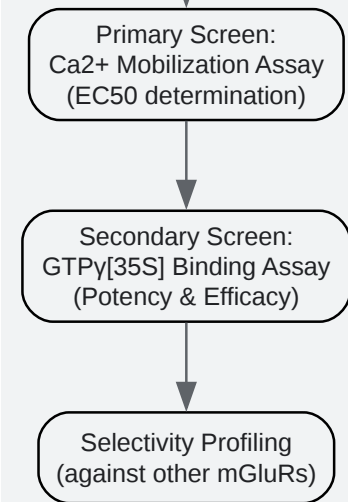 Primary Screen:
Ca2+ Mobilization Assay
(EC50 determination)
Secondary Screen:
GTPγ[35S] Binding Assay
(Potency & Efficacy)
Selectivity Profiling
(against other mGluRs)